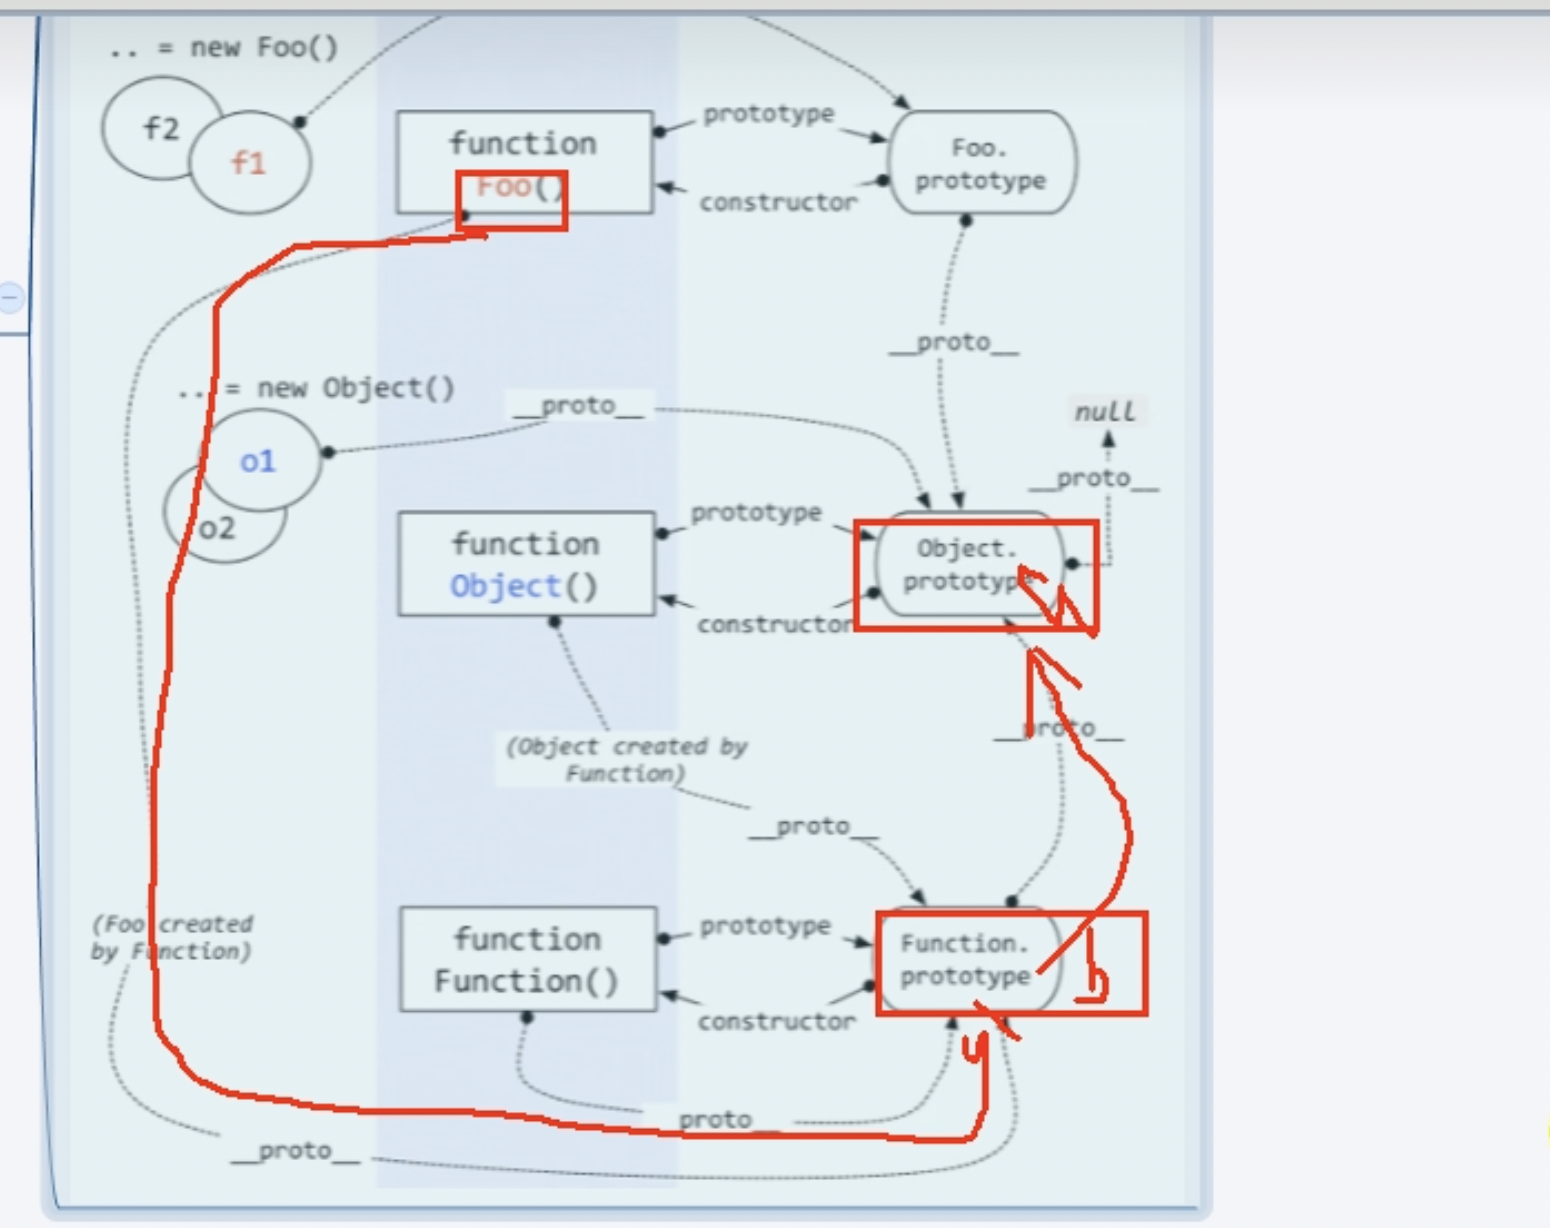 .. = new Foo()
f2
f1
function
Foo()
prototype
constructor
Foo.
prototype
__proto__
.. = new Object()
o1
o2
__proto__
null
__proto__
function
Object()
prototype
constructor
Object.
prototype
__proto__
(Object created by
Function)
__proto__
(Foo created
by Function)
function
Function()
prototype
constructor
Function.
prototype
proto__
__proto__